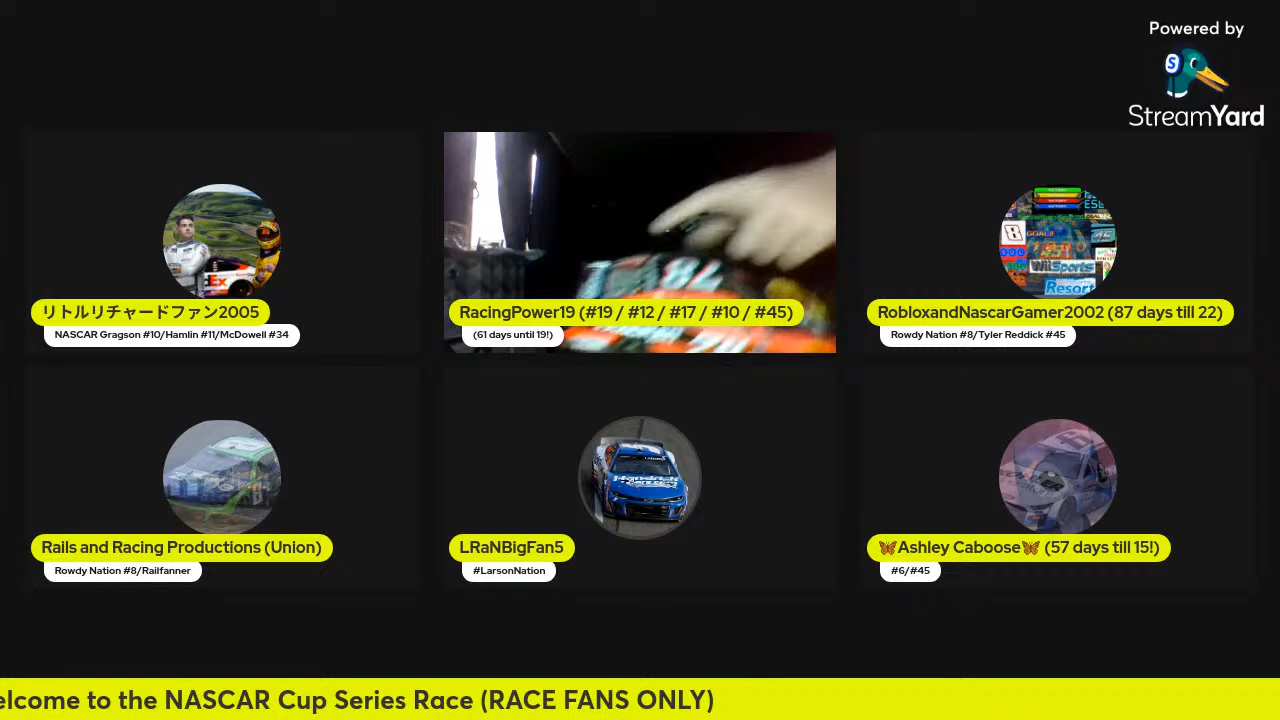 Powered by
StreamYard
リトルリチャードファン2005
NASCAR Gragson #10/Hamlin #11/McDowell #34
RacingPower19 (#19 / #12 / #17 / #10 / #45)
(61 days until 19!)
RobloxandNascarGamer2002 (87 days till 22)
Rowdy Nation #8/Tyler Reddick #45
Rails and Racing Productions (Union)
Rowdy Nation #8/Railfanner
LRaNBigFan5
#LarsonNation
🦋Ashley Caboose🦋 (57 days till 15!)
#6/#45
elcome to the NASCAR Cup Series Race (RACE FANS ONLY)